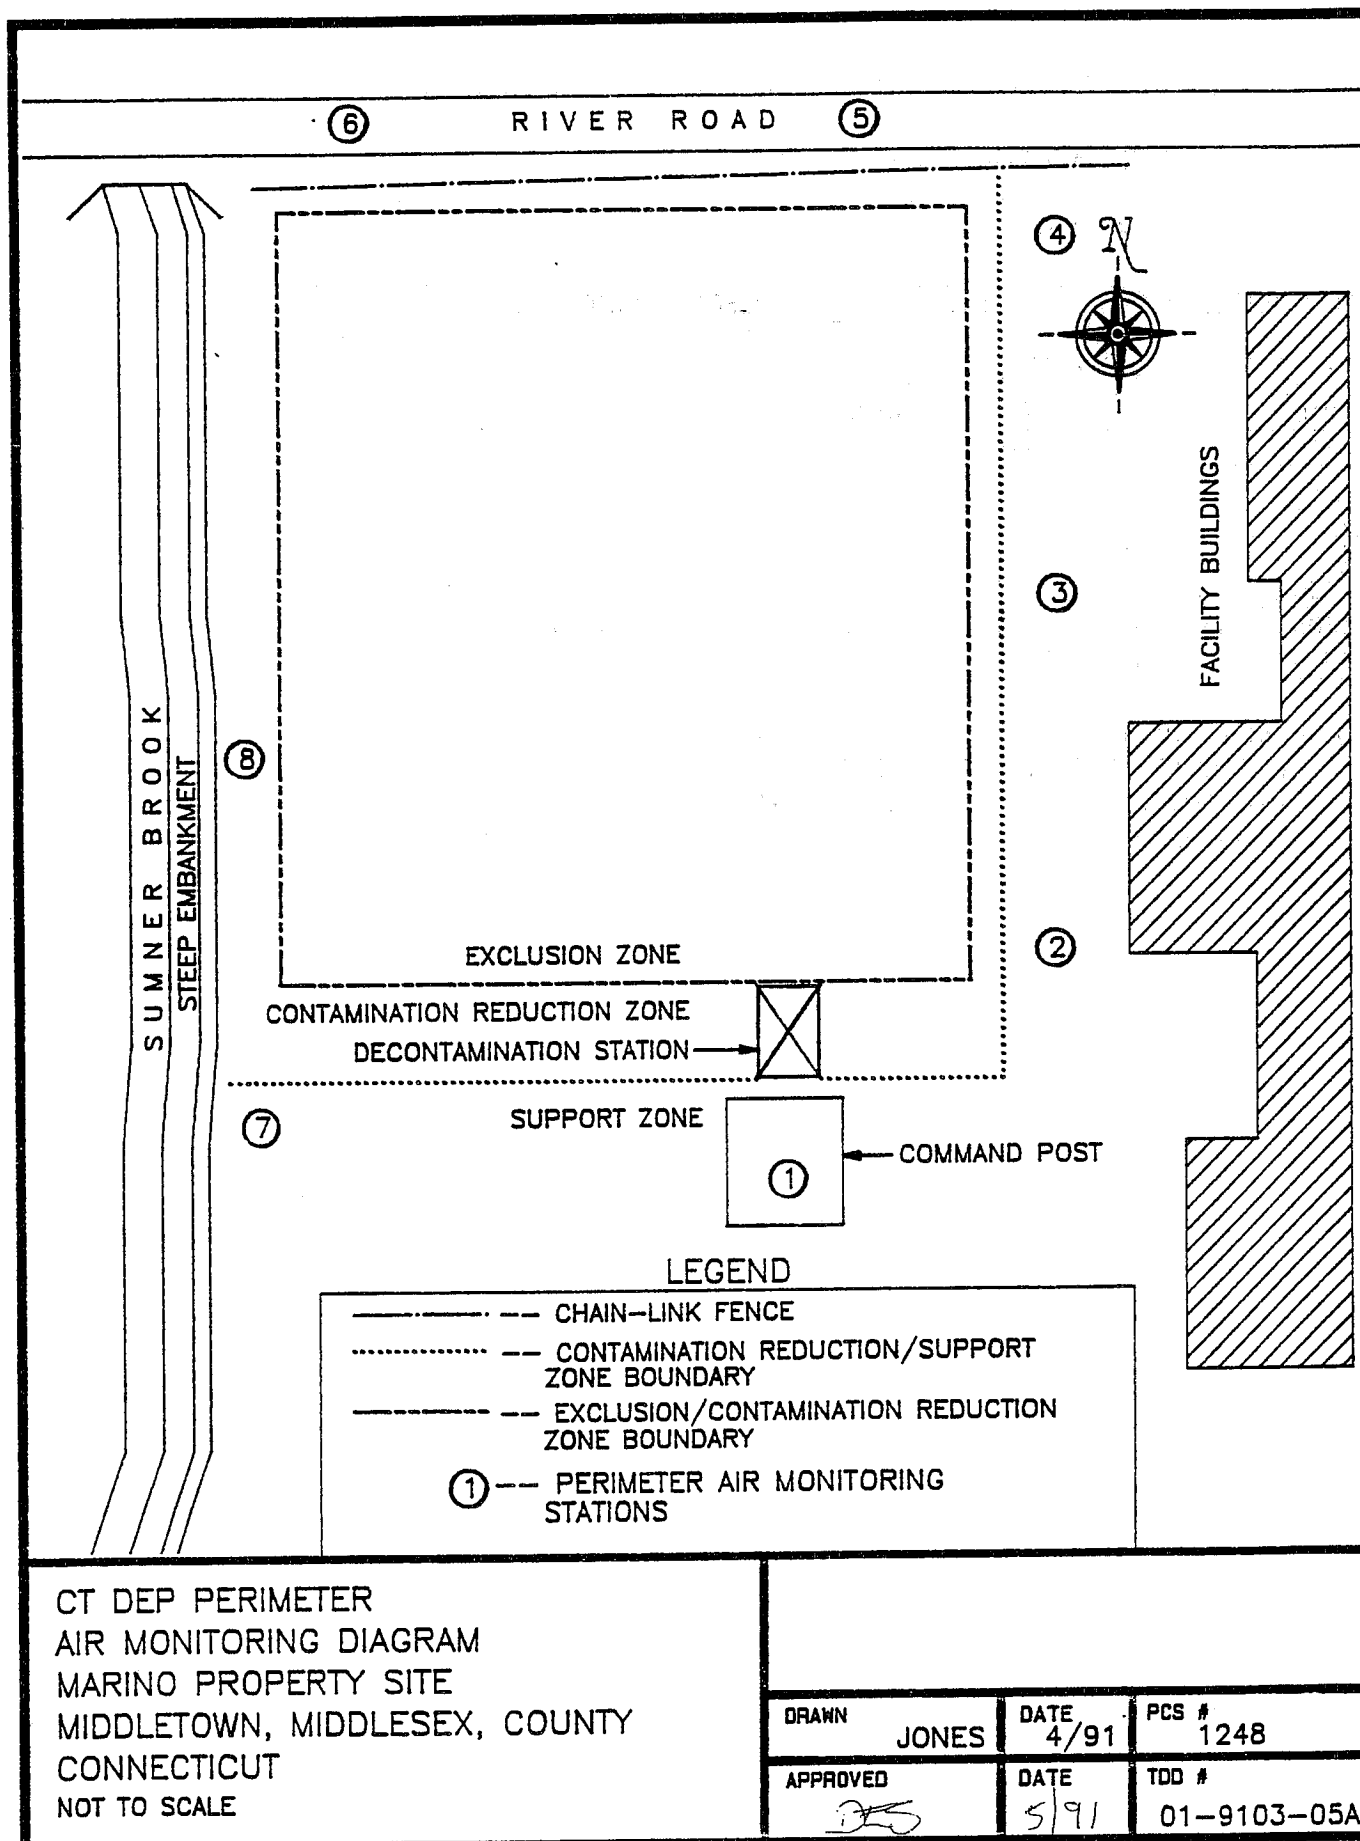 6 RIVER ROAD 5
4 N
3
FACILITY BUILDINGS
SUMNER BROOK
STEEP EMBANKMENT
8
2
EXCLUSION ZONE
CONTAMINATION REDUCTION ZONE
DECONTAMINATION STATION
7
SUPPORT ZONE
COMMAND POST
1
LEGEND
CHAIN-LINK FENCE
CONTAMINATION REDUCTION/SUPPORT
ZONE BOUNDARY
EXCLUSION/CONTAMINATION REDUCTION
ZONE BOUNDARY
1 --- PERIMETER AIR MONITORING
STATIONS
CT DEP PERIMETER
AIR MONITORING DIAGRAM
MARINO PROPERTY SITE
MIDDLETOWN, MIDDLESEX, COUNTY
CONNECTICUT
NOT TO SCALE
DRAWN
JONES
DATE
4/91
PCS #
1248
APPROVED
DATE
5/91
TDD #
01-9103-05A